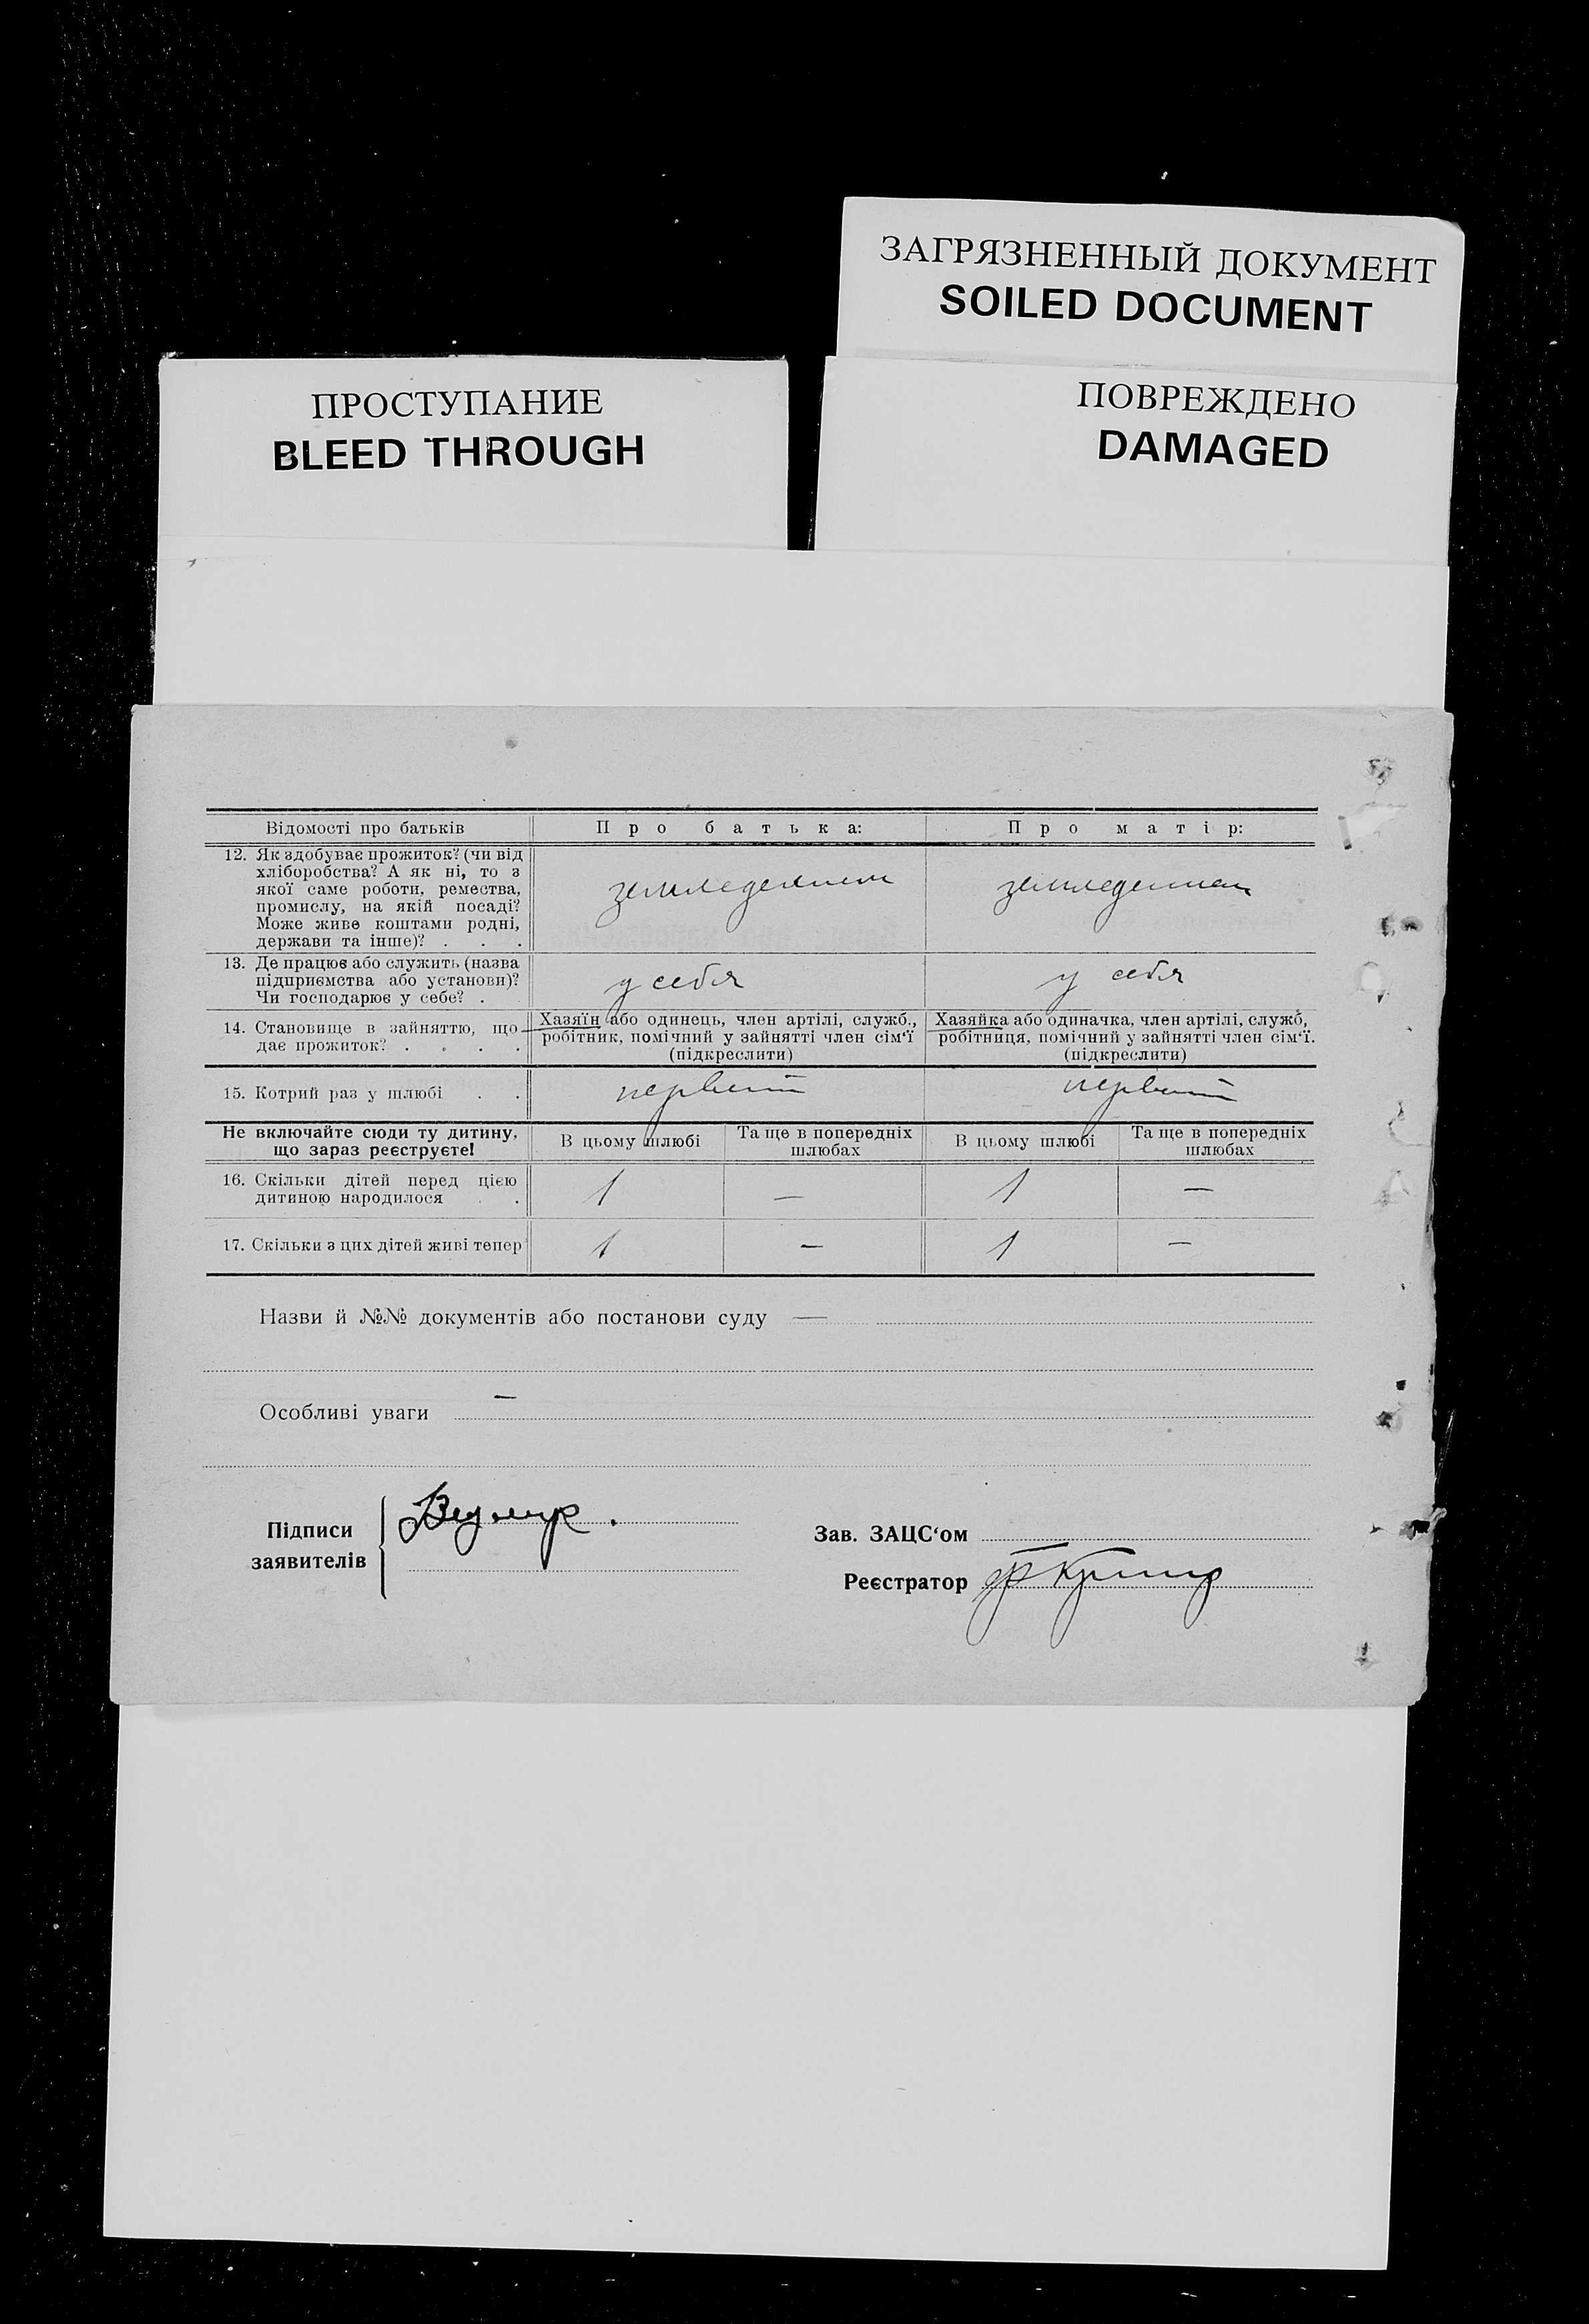 ЗАГРЯЗНЕННЫЙ ДОКУМЕНТ
SOILED DOCUMENT
ПРОСТУПАНИЕ
BLEED THROUGH
ПОВРЕЖДЕНО
DAMAGED
Відомості про батьків
Про батька:
Про матір:
12. Як здобуває прожиток? (чи від
хліборобства? А як ні, то з
якої саме роботи, ремества,
промислу, на якій посаді?
Може живе коштами родні,
держави та інше)? . . .
земледелием
земледелием
13. Де працює або служить (назва
підприємства або установи)?
Чи господарює у себе? .
у себя
у себя
14. Становище в зайняттю, що
дає прожиток? . . . .
Хазяїн або одинець, член артілі, служб.,
робітник, помічний у зайнятті член сім‘ї
(підкреслити)
Хазяйка або одиначка, член артілі, служб,
робітниця, помічний у зайнятті член сім‘ї.
(підкреслити)
15. Котрий раз у шлюбі . .
первый
первый
Не включайте сюди ту дитину,
що зараз реєструєте!
В цьому шлюбі
Та ще в попередніх
шлюбах
В цьому шлюбі
Та ще в попередніх
шлюбах
16. Скільки дітей перед цією
дитиною народилося . .
1 — 1 —
17. Скільки з цих дітей живі тепер
1 — 1 —
Назви й №№ документів або постанови суду —
Особливі уваги —
Підписи
заявителів
Зав. ЗАЦС‘ом
Реєстратор